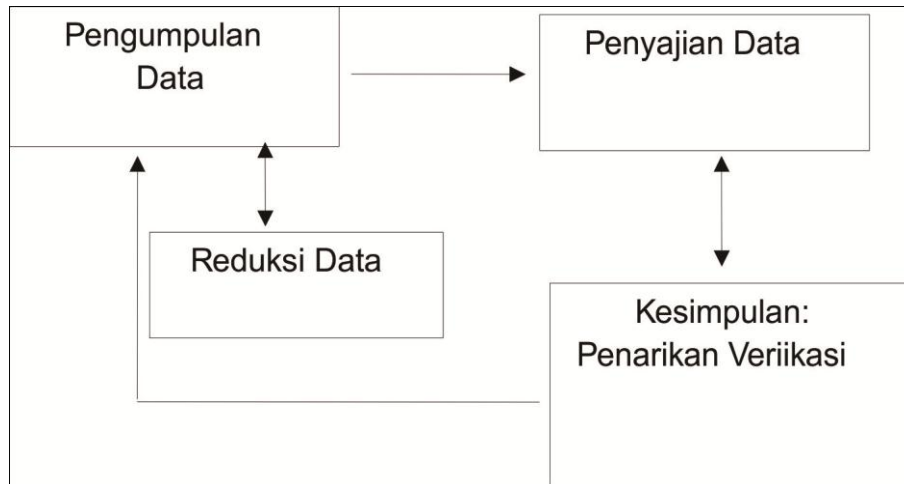 Pengumpulan
Data
Penyajian Data
Reduksi Data
Kesimpulan:
Penarikan Veriikasi